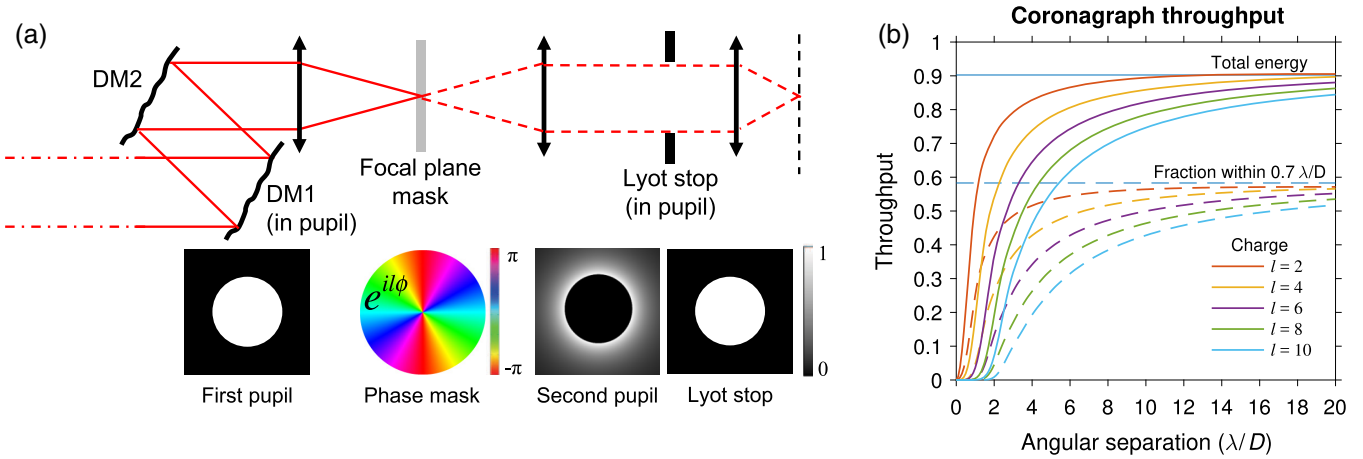 (a)
DM2
DM1
(in pupil)
Focal plane
mask
Lyot stop
(in pupil)
e^{ilϕ}
π
-π
1
0
First pupil
Phase mask
Second pupil
Lyot stop
(b)
Coronagraph throughput
Throughput
1
0.9
0.8
0.7
0.6
0.5
0.4
0.3
0.2
0.1
0
Total energy
Fraction within 0.7 λ/D
Charge
l = 2
l = 4
l = 6
l = 8
l = 10
0 2 4 6 8 10 12 14 16 18 20
Angular separation (λ/D)